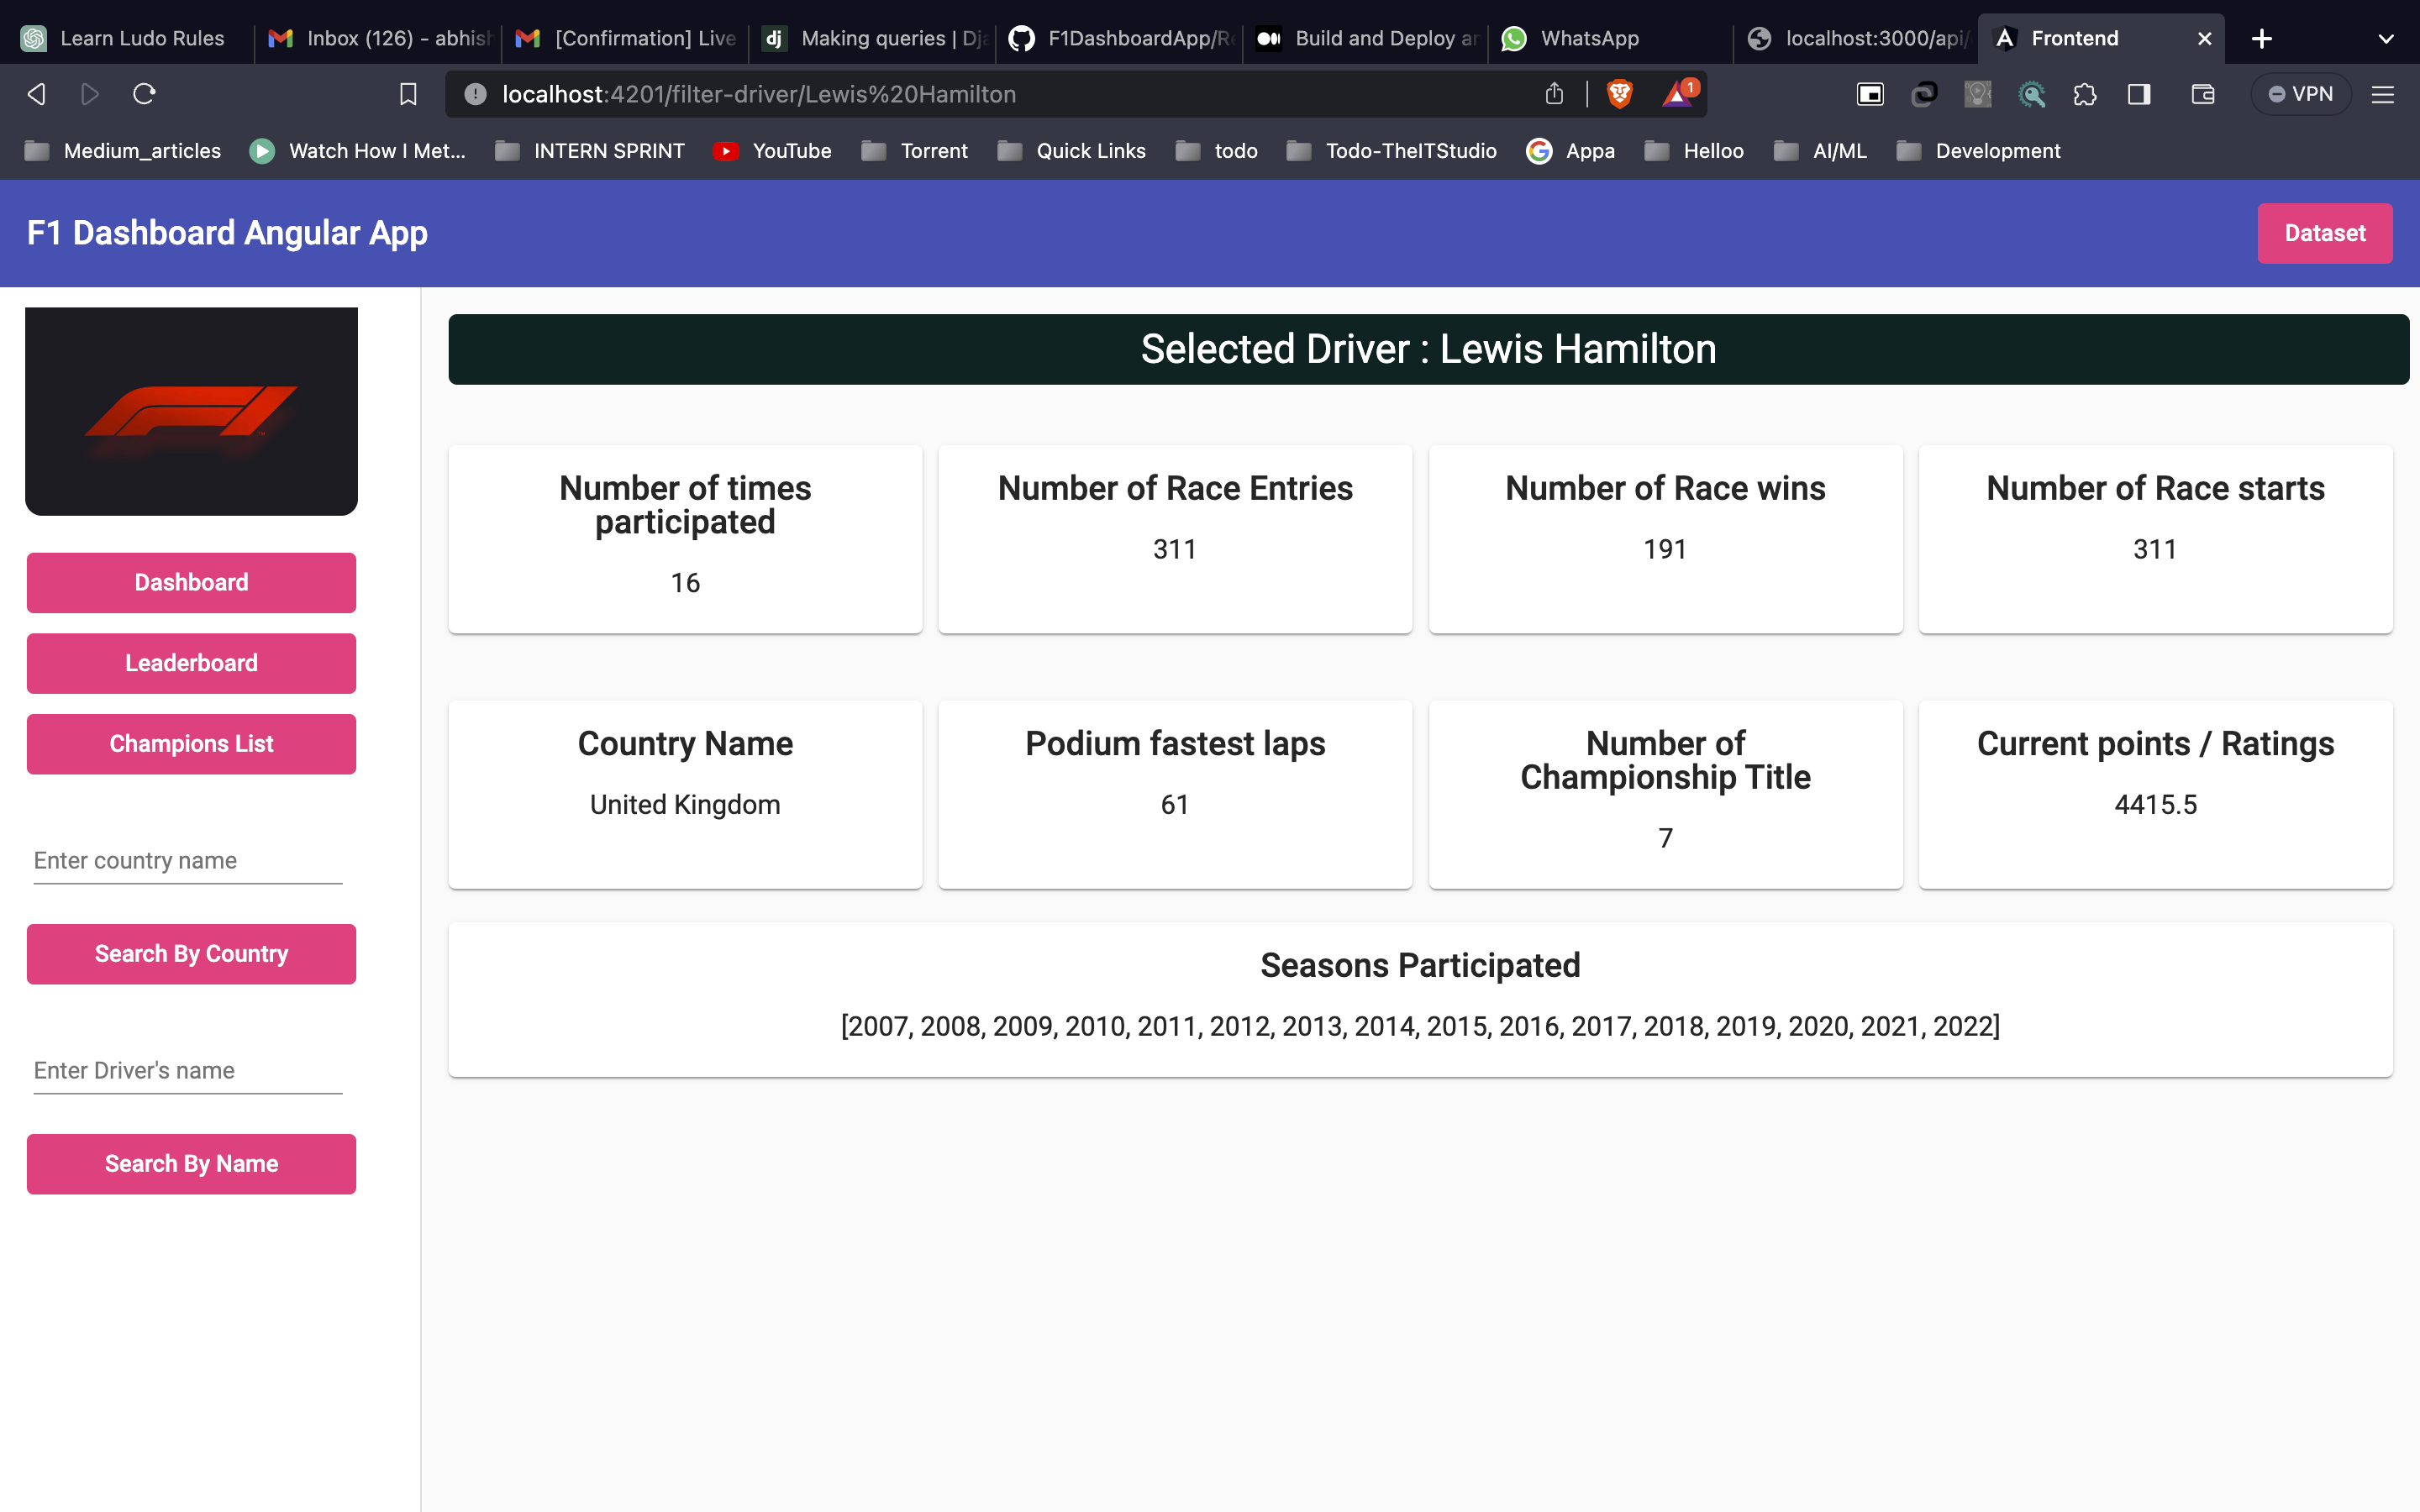 Learn Ludo Rules
Inbox (126) - abhish
[Confirmation] Live
dj Making queries | Dja
F1DashboardApp/Re
Build and Deploy an
WhatsApp
localhost:3000/api/
Frontend
localhost:4201/filter-driver/Lewis%20Hamilton
1
VPN
Medium_articles
Watch How I Met...
INTERN SPRINT
YouTube
Torrent
Quick Links
todo
Todo-TheITStudio
Appa
Helloo
AI/ML
Development
F1 Dashboard Angular App
Dataset
F1
Dashboard
Leaderboard
Champions List
Enter country name
Search By Country
Enter Driver's name
Search By Name
Selected Driver : Lewis Hamilton
Number of times
participated
16
Number of Race Entries
311
Number of Race wins
191
Number of Race starts
311
Country Name
United Kingdom
Podium fastest laps
61
Number of
Championship Title
7
Current points / Ratings
4415.5
Seasons Participated
[2007, 2008, 2009, 2010, 2011, 2012, 2013, 2014, 2015, 2016, 2017, 2018, 2019, 2020, 2021, 2022]